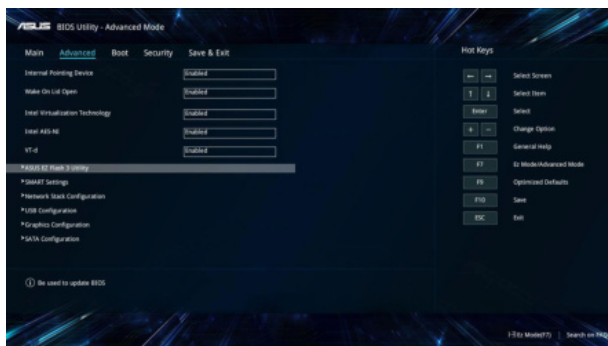 ASUS BIOS Utility - Advanced Mode
Main Advanced Boot Security Save & Exit
Hot Keys
Internal Pointing Device Enabled
Wake On Lid Open Enabled
Intel Virtualization Technology Enabled
Intel AES-NI Enabled
VT-d Enabled
ASUS EZ Flash 3 Utility
SMART Settings
Network Stack Configuration
USB Configuration
Graphics Configuration
SATA Configuration
← → Select Screen
↑ ↓ Select Item
Enter Select
+ - Change Option
F1 General Help
F7 Ez Mode/Advanced Mode
F9 Optimized Defaults
F10 Save
ESC Exit
Be used to update BIOS
Ez Mode(F7) | Search on FAQ